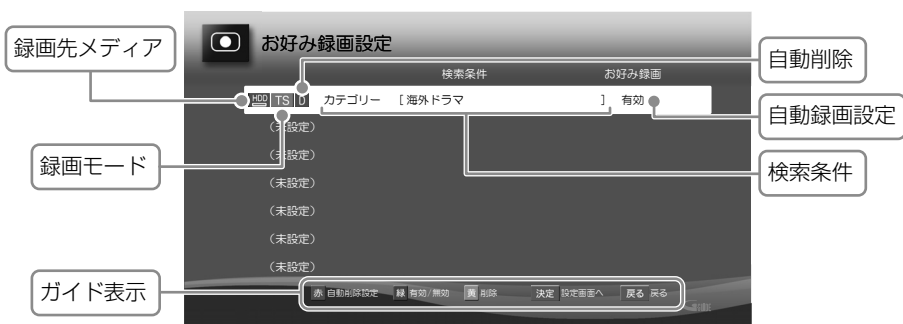 お好み録画設定
録画先メディア
自動削除
検索条件 お好み録画
HDD TS D カテゴリー [海外ドラマ ] 有効
自動録画設定
(未設定)
(未設定)
録画モード
検索条件
(未設定)
(未設定)
(未設定)
(未設定)
ガイド表示
赤 自動削除設定 緑 有効/無効 黄 削除 決定 設定画面へ 戻る 戻る